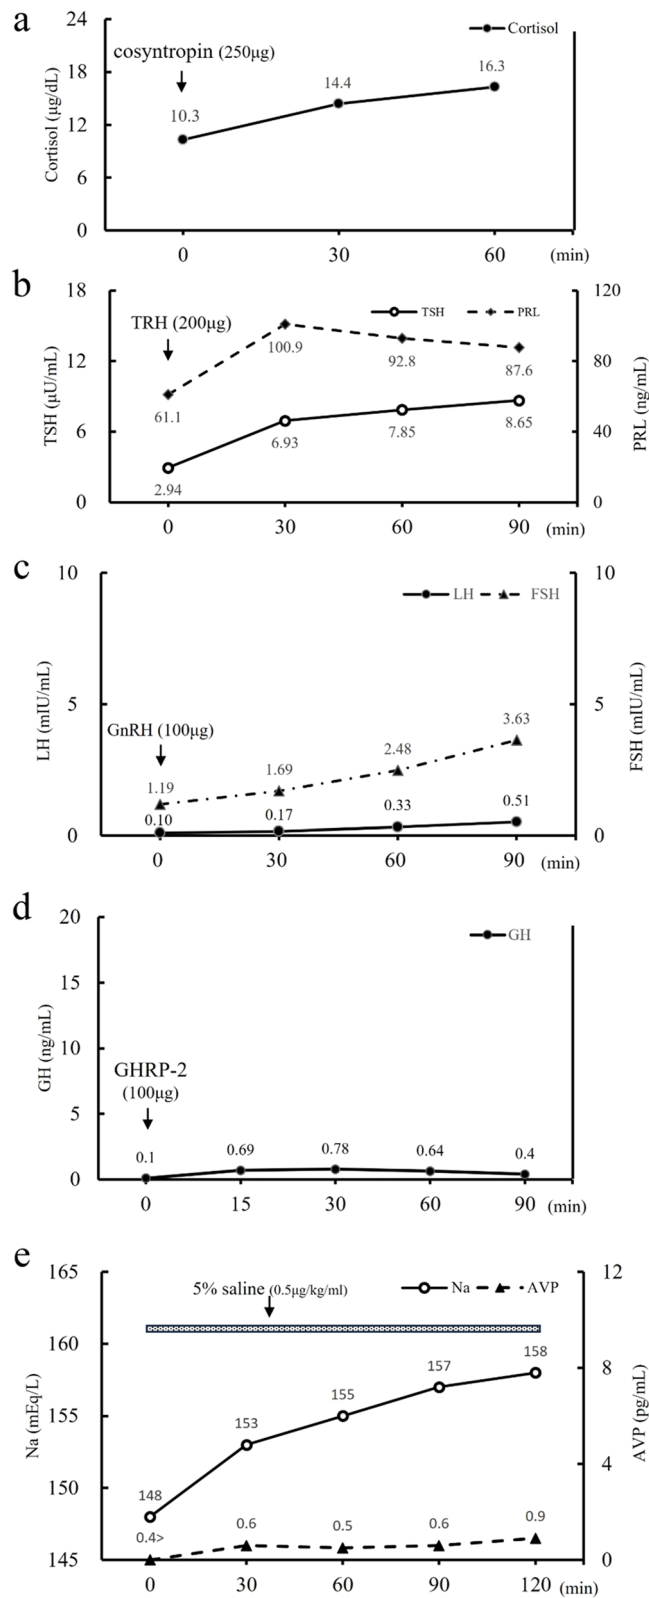 a
24
18
12
6
0
Cortisol (μg/dL)
cosyntropin (250μg)
Cortisol
10.3
14.4
16.3
0 30 60 (min)
b
18
12
6
0
TSH (μU/mL)
TRH (200μg)
TSH PRL
120
80
40
0
PRL (ng/mL)
61.1
100.9
92.8
87.6
2.94
6.93
7.85
8.65
0 30 60 90 (min)
c
10
5
0
LH (mIU/mL)
LH FSH
10
5
0
FSH (mIU/mL)
GnRH (100μg)
1.19
1.69
2.48
3.63
0.10
0.17
0.33
0.51
0 30 60 90 (min)
d
20
15
10
5
0
GH (ng/mL)
GH
GHRP-2
(100μg)
0.1
0.69
0.78
0.64
0.4
0 15 30 60 90 (min)
e
165
160
155
150
145
Na (mEq/L)
5% saline (0.5μg/kg/ml)
Na AVP
12
8
4
0
AVP (pg/mL)
148
153
155
157
158
0.4>
0.6
0.5
0.6
0.9
0 30 60 90 120 (min)